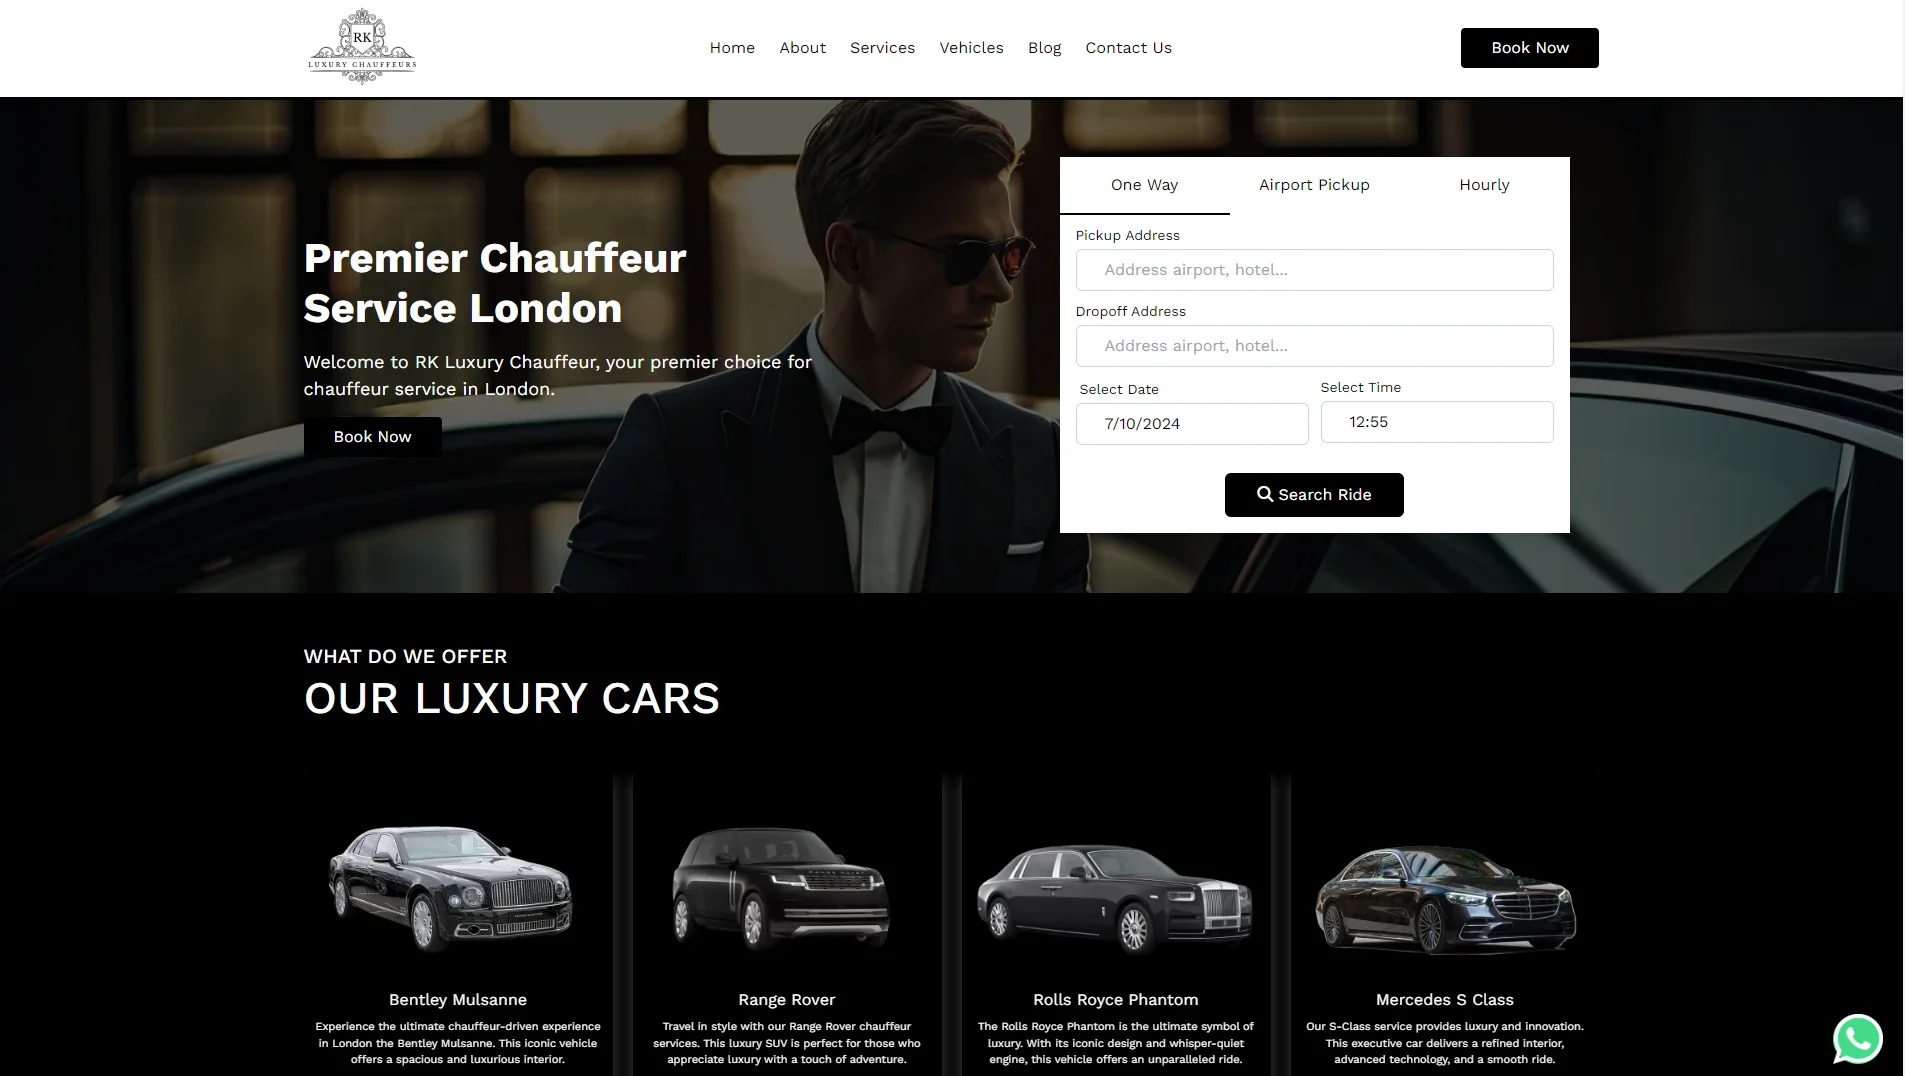 RK
LUXURY CHAUFFEURS
Home
About
Services
Vehicles
Blog
Contact Us
Book Now
Premier Chauffeur
Service London
Welcome to RK Luxury Chauffeur, your premier choice for
chauffeur service in London.
Book Now
One Way
Airport Pickup
Hourly
Pickup Address
Address airport, hotel...
Dropoff Address
Address airport, hotel...
Select Date
Select Time
7/10/2024
12:55
Search Ride
WHAT DO WE OFFER
OUR LUXURY CARS
Bentley Mulsanne
Experience the ultimate chauffeur-driven experience
in London the Bentley Mulsanne. This iconic vehicle
offers a spacious and luxurious interior.
Range Rover
Travel in style with our Range Rover chauffeur
services. This luxury SUV is perfect for those who
appreciate luxury with a touch of adventure.
Rolls Royce Phantom
The Rolls Royce Phantom is the ultimate symbol of
luxury. With its iconic design and whisper-quiet
engine, this vehicle offers an unparalleled ride.
Mercedes S Class
Our S-Class service provides luxury and innovation.
This executive car delivers a refined interior,
advanced technology, and a smooth ride.